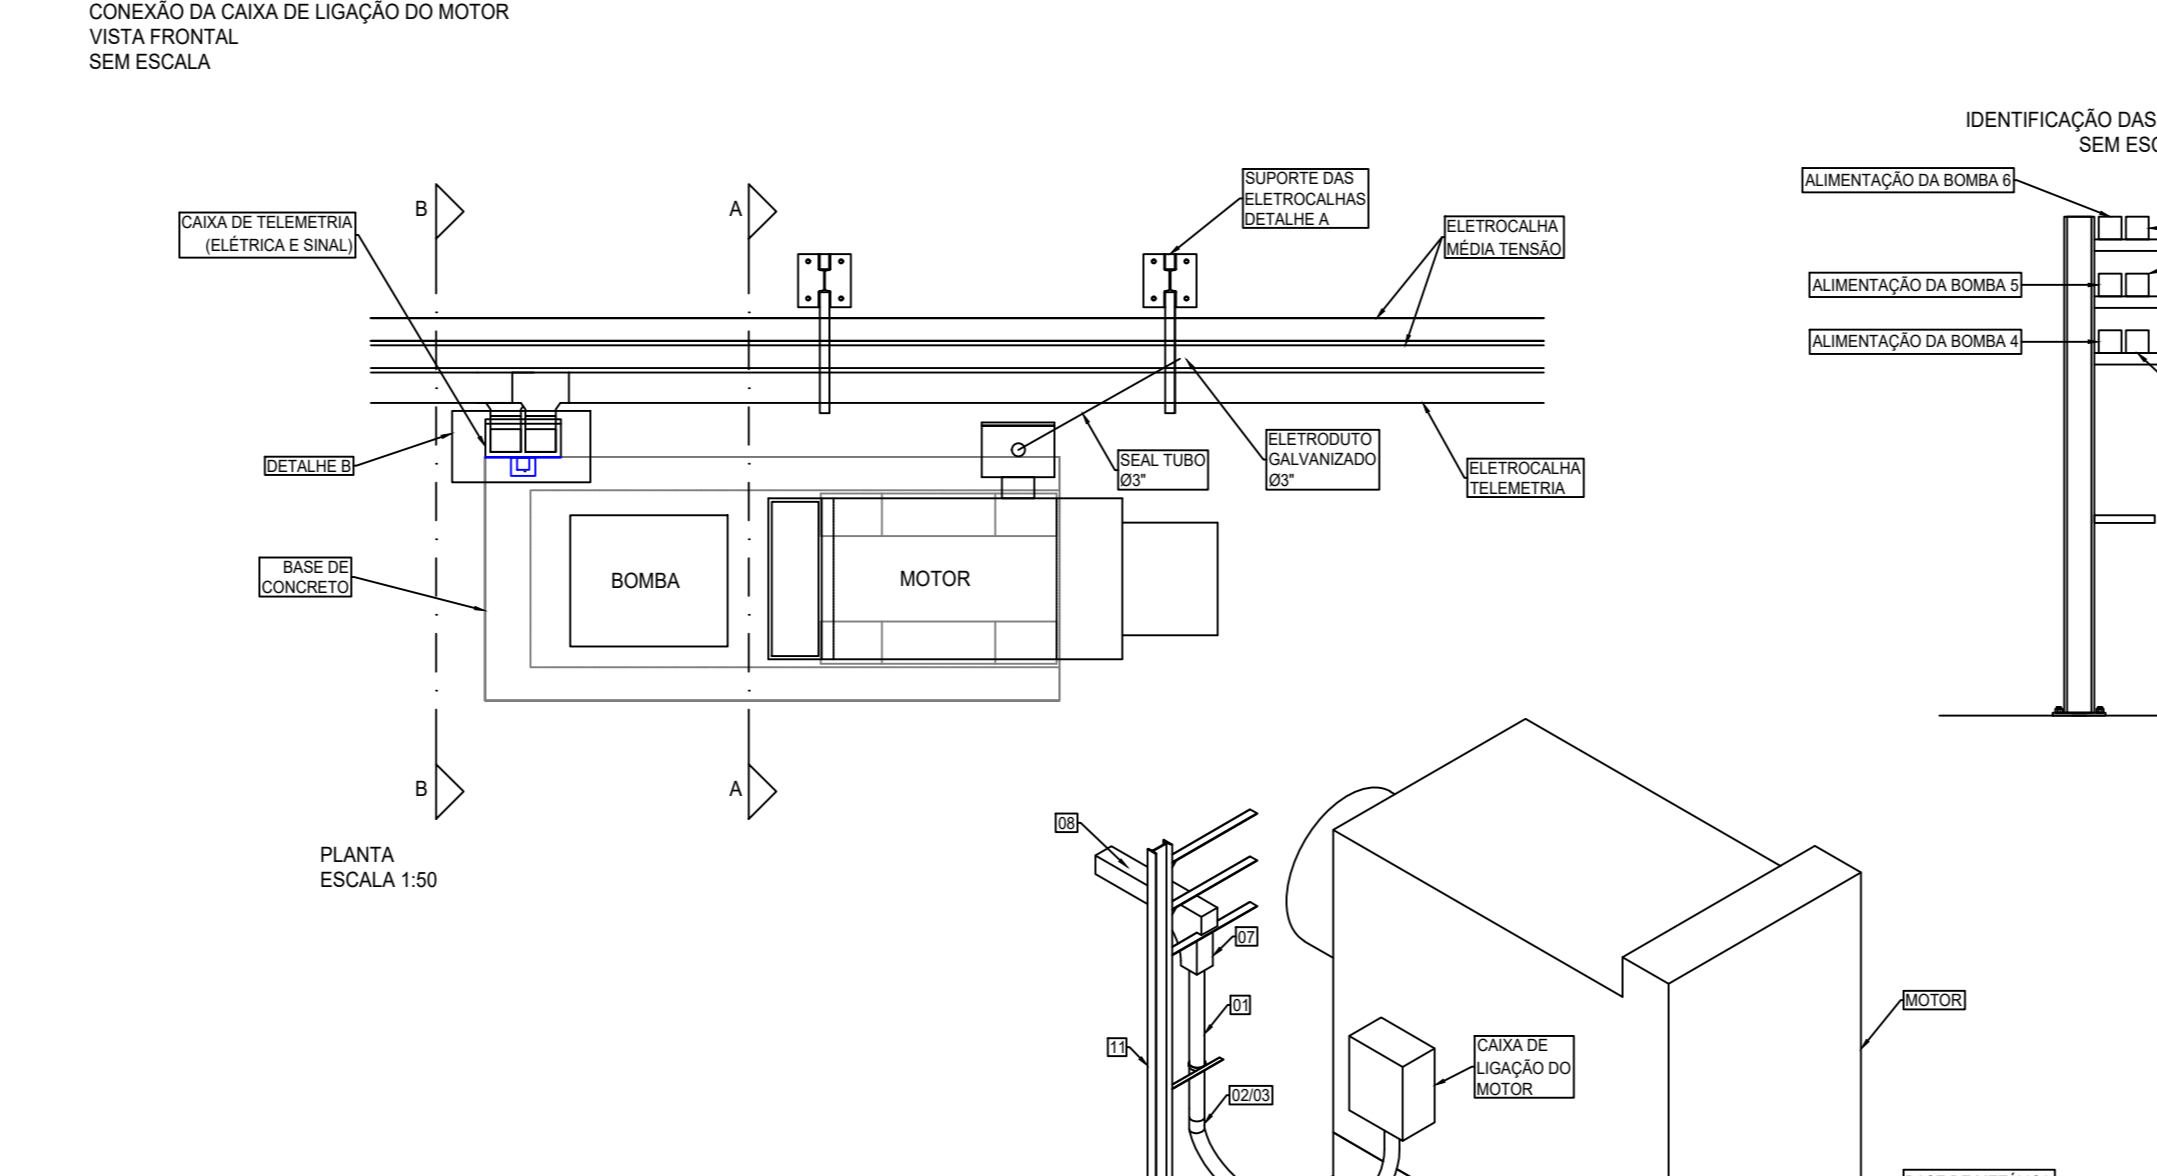 CONEXÃO DA CAIXA DE LIGAÇÃO DO MOTOR
VISTA FRONTAL
SEM ESCALA
IDENTIFICAÇÃO DAS
SEM ESC
ALIMENTAÇÃO DA BOMBA 6
ALIMENTAÇÃO DA BOMBA 5
ALIMENTAÇÃO DA BOMBA 4
B
A
CAIXA DE TELEMETRIA
(ELÉTRICA E SINAL)
SUPORTE DAS
ELETROCALHAS
DETALHE A
ELETROCALHA
MÉDIA TENSÃO
DETALHE B
SEAL TUBO
Ø3"
ELETRODUTO
GALVANIZADO
Ø3"
ELETROCALHA
TELEMETRIA
BASE DE
CONCRETO
BOMBA
MOTOR
B
A
PLANTA
ESCALA 1:50
08
07
01
11
02/03
CAIXA DE
LIGAÇÃO DO
MOTOR
MOTOR